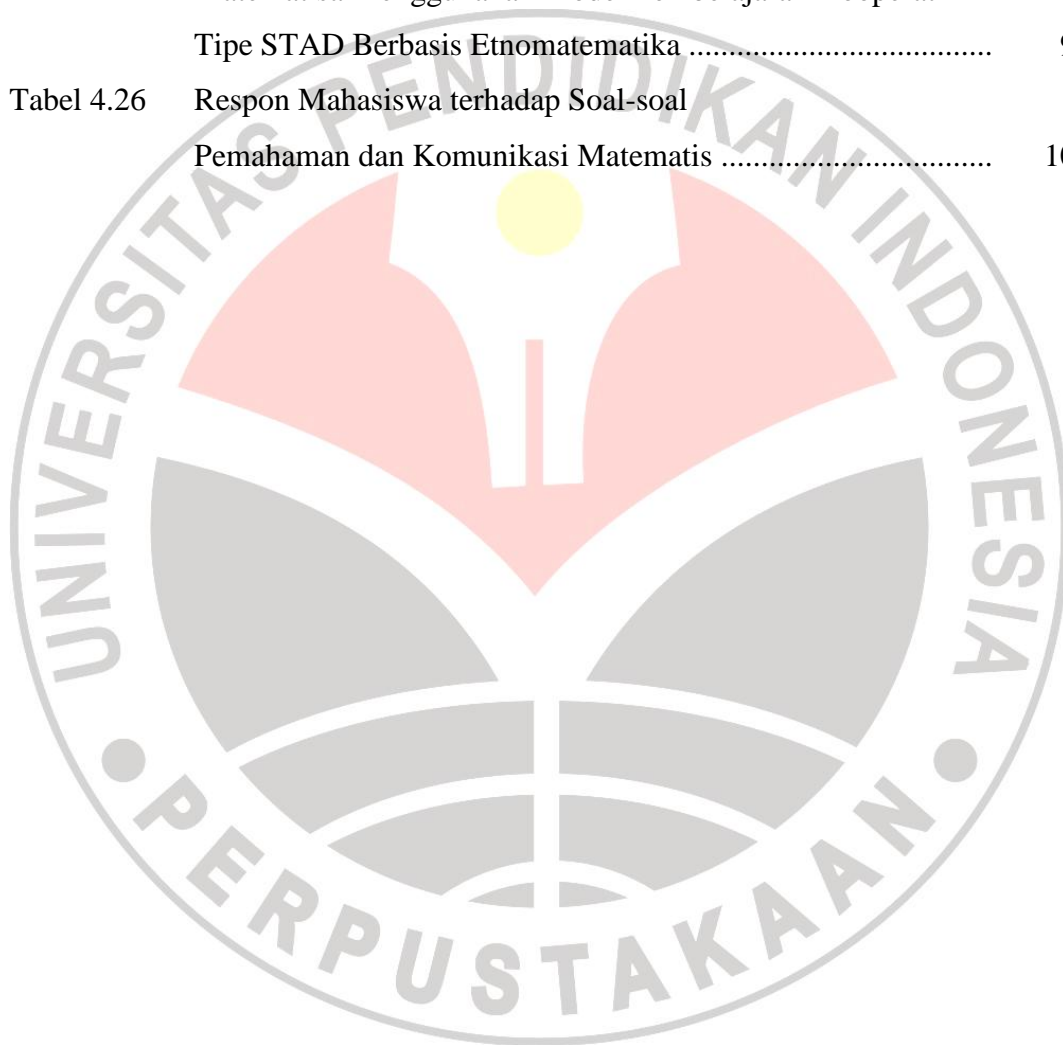 Tipe STAD Berbasis Etnomatematika ......................................
Tabel 4.26 Respon Mahasiswa terhadap Soal-soal
Pemahaman dan Komunikasi Matematis ..................................
UNIVERSITAS PENDIDIKAN INDONESIA
PERPUSTAKAAN